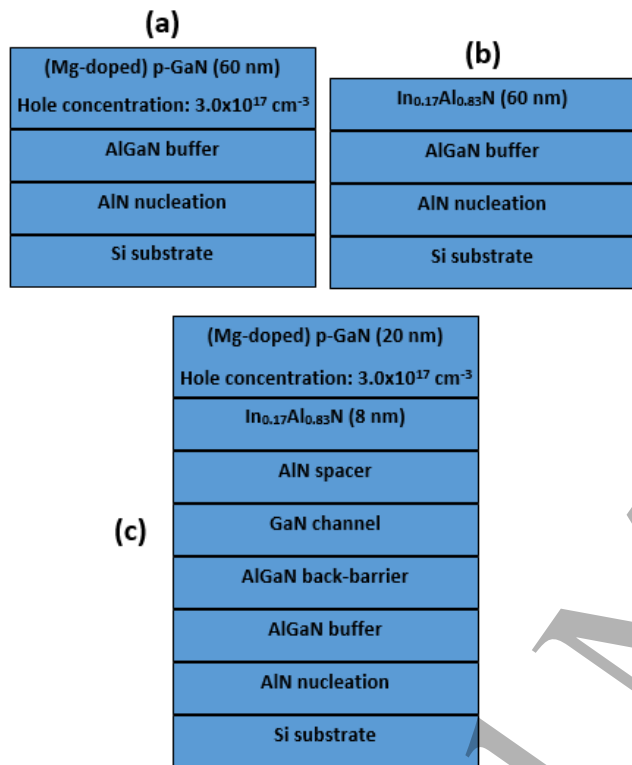 (a)
(Mg-doped) p-GaN (60 nm)
Hole concentration: 3.0x10¹⁷ cm⁻³
AlGaN buffer
AlN nucleation
Si substrate
(b)
In₀.₁₇Al₀.₈₃N (60 nm)
AlGaN buffer
AlN nucleation
Si substrate
(c)
(Mg-doped) p-GaN (20 nm)
Hole concentration: 3.0x10¹⁷ cm⁻³
In₀.₁₇Al₀.₈₃N (8 nm)
AlN spacer
GaN channel
AlGaN back-barrier
AlGaN buffer
AlN nucleation
Si substrate